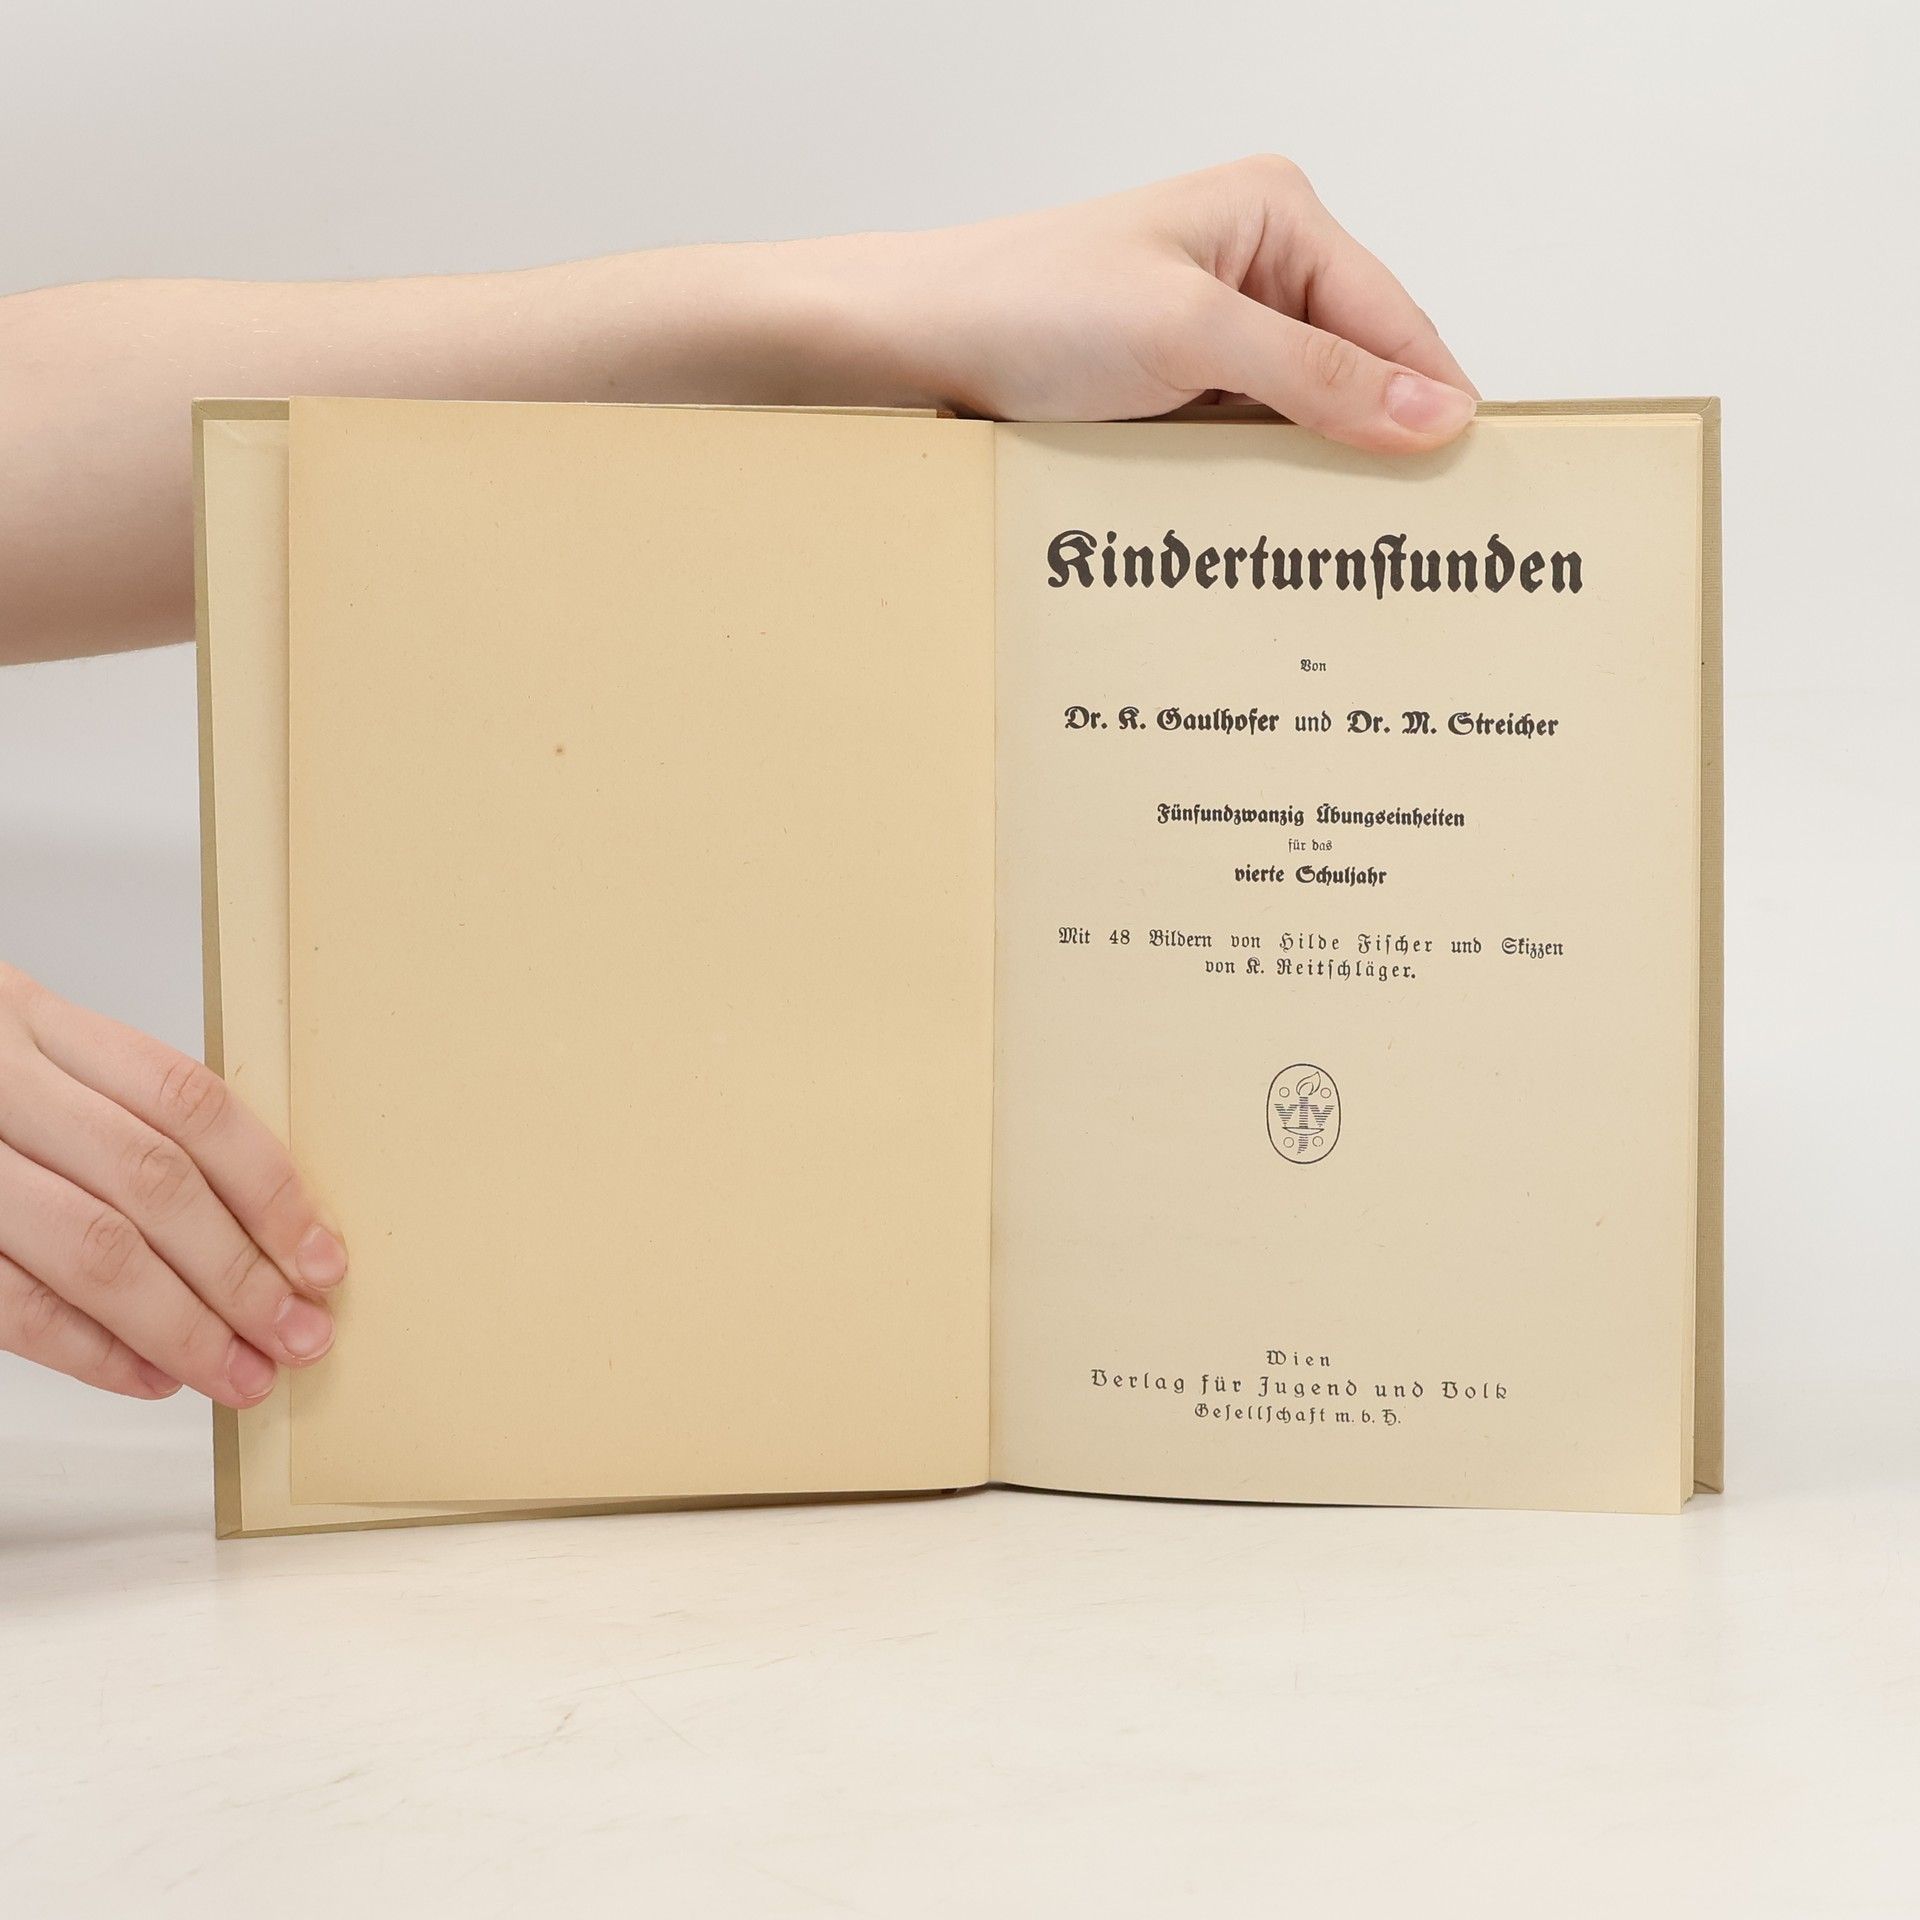 Kinderturnſtunden
Von
Dr. K. Gaulhofer und Dr. M. Streicher
Fünfundzwanzig Übungseinheiten
für das
vierte Schuljahr
Mit 48 Bildern von Hilde Fiſcher und Skizzen
von K. Reitſchläger.
VJV
Wien
Verlag für Jugend und Volk
Geſellſchaft m. b. H.